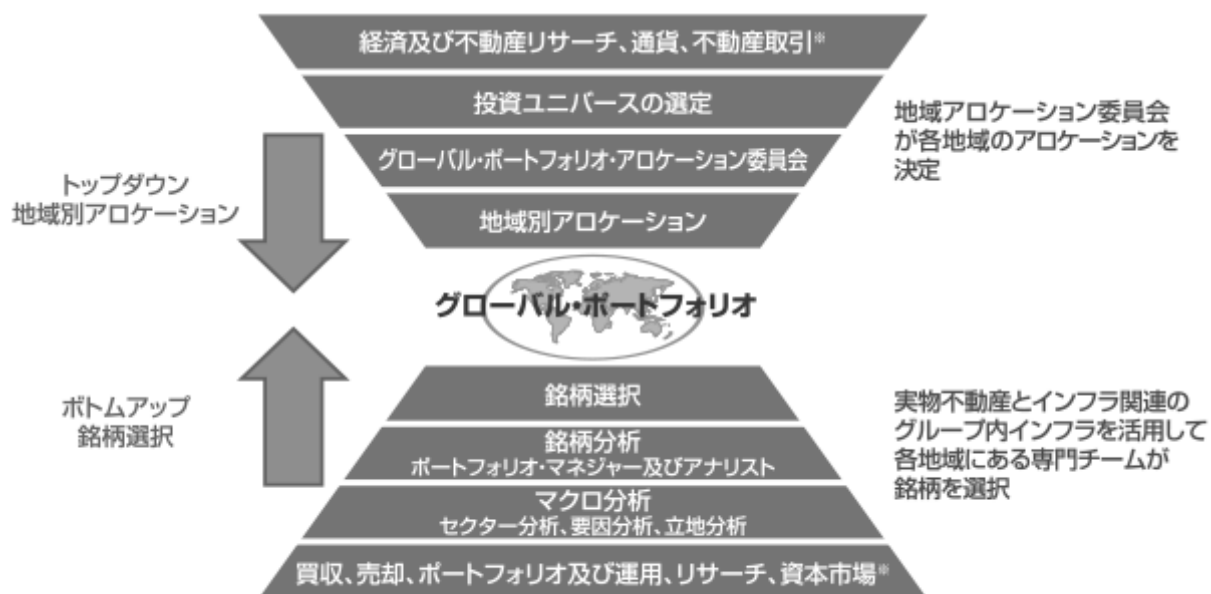 経済及び不動産リサーチ、通貨、不動産取引※
投資ユニバースの選定
グローバル・ポートフォリオ・アロケーション委員会
地域別アロケーション
トップダウン
地域別アロケーション
地域アロケーション委員会
が各地域のアロケーションを
決定
グローバル・ポートフォリオ
銘柄選択
銘柄分析
ポートフォリオ・マネジャー及びアナリスト
マクロ分析
セクター分析、要因分析、立地分析
買収、売却、ポートフォリオ及び運用、リサーチ、資本市場※
ボトムアップ
銘柄選択
実物不動産とインフラ関連の
グループ内インフラを活用して
各地域にある専門チームが
銘柄を選択